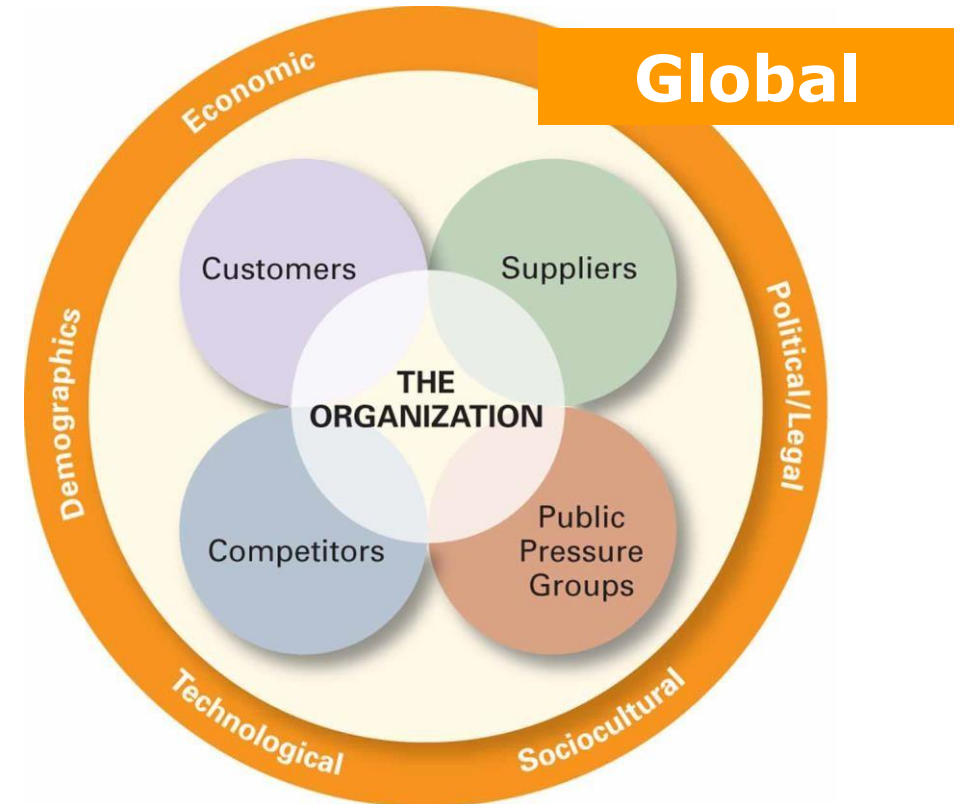 Economic
Global
Customers
Suppliers
Demographics
Political/Legal
THE
ORGANIZATION
Competitors
Public
Pressure
Groups
Technological
Sociocultural